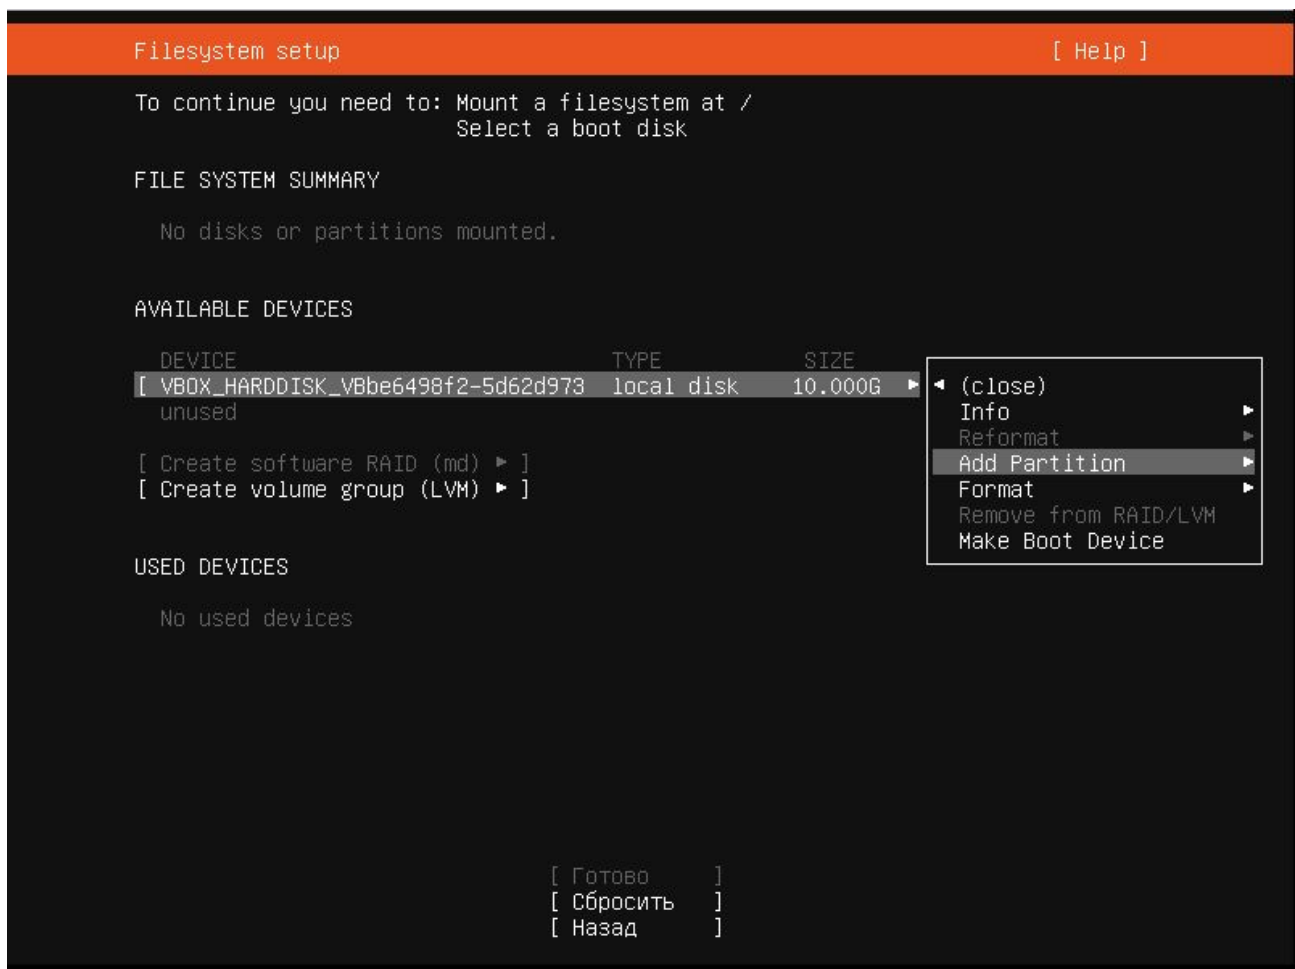 Filesystem setup [ Help ]
To continue you need to: Mount a filesystem at /
Select a boot disk
FILE SYSTEM SUMMARY
No disks or partitions mounted.
AVAILABLE DEVICES
DEVICE TYPE SIZE
[ VBOX_HARDDISK_VBbe6498f2-5d62d973 local disk 10.000G ▸
unused
[ Create software RAID (md) ▸ ]
[ Create volume group (LVM) ▸ ]
◂ (close)
Info ▸
Reformat ▸
Add Partition ▸
Format ▸
Remove from RAID/LVM
Make Boot Device
USED DEVICES
No used devices
[ Готово ]
[ Сбросить ]
[ Назад ]